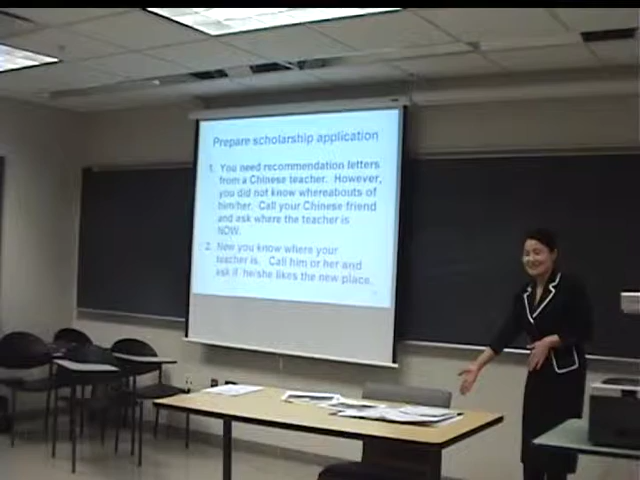 Prepare scholarship application
1. You need recommendation letters
from a Chinese teacher. However,
you did not know whereabouts of
him/her. Call your Chinese friend
and ask where the teacher is
NOW.
2. Now you know where your
teacher is. Call him or her and
ask if he/she likes the new place.